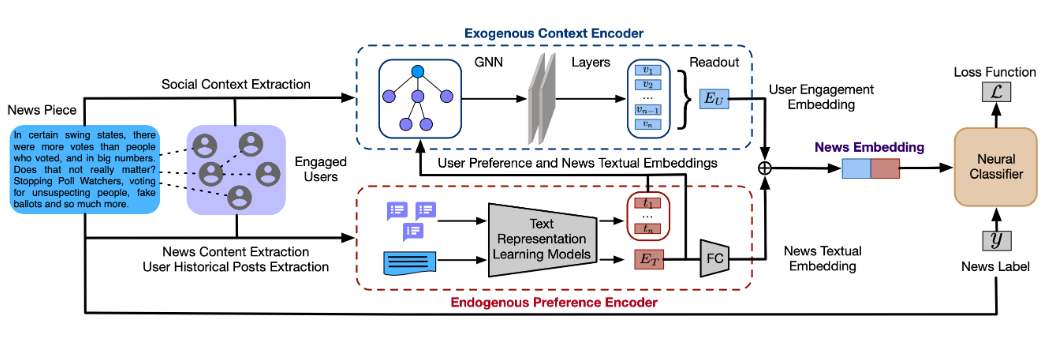 Exogenous Context Encoder
GNN
Layers
Readout
v₁
v₂
...
vₙ₋₁
vₙ
E_U
Social Context Extraction
News Piece
In certain swing states, there
were more votes than people
who voted, and in big numbers.
Does that not really matter?
Stopping Poll Watchers, voting
for unsuspecting people, fake
ballots and so much more.
Engaged
Users
User Engagement
Embedding
User Preference and News Textual Embeddings
News Embedding
Loss Function
ℒ
Neural
Classifier
y
News Label
News Content Extraction
User Historical Posts Extraction
Text
Representation
Learning Models
t₁
...
tₙ
E_T
FC
News Textual
Embedding
Endogenous Preference Encoder